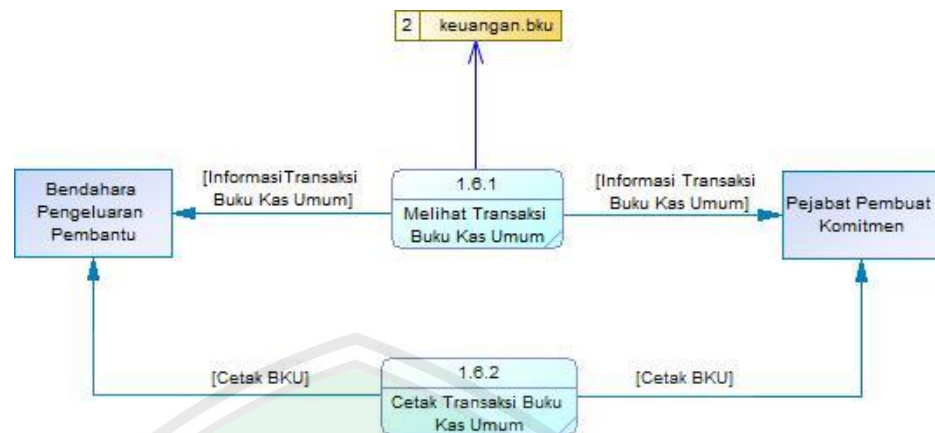 2 keuangan.bku
[InformasiTransaksi
Buku Kas Umum]
1.6.1
[Informasi Transaksi
Buku Kas Umum]
Bendahara
Pengeluaran
Pembantu
Melihat Transaksi
Buku Kas Umum
Pejabat Pembuat
Komitmen
[Cetak BKU]
1.6.2
[Cetak BKU]
Cetak Transaksi Buku
Kas Umum